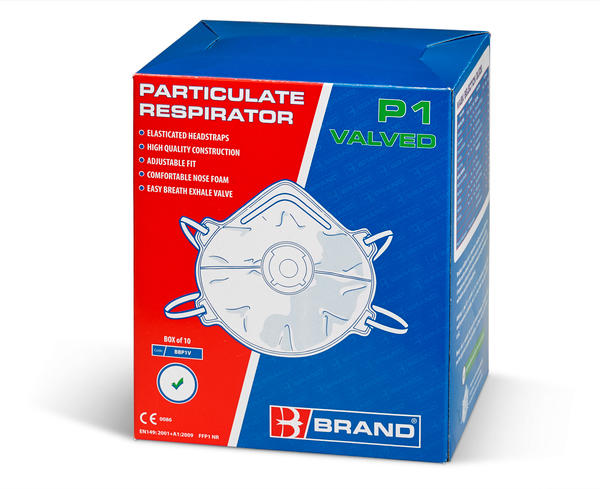 PARTICULATE
RESPIRATOR
P1
VALVED
• ELASTICATED HEADSTRAPS
• HIGH QUALITY CONSTRUCTION
• ADJUSTABLE FIT
• COMFORTABLE NOSE FOAM
• EASY BREATH EXHALE VALVE
BOX of 10
Code: BBP1V
CE 0086
EN149:2001+A1:2009 FFP1 NR
B BRAND®